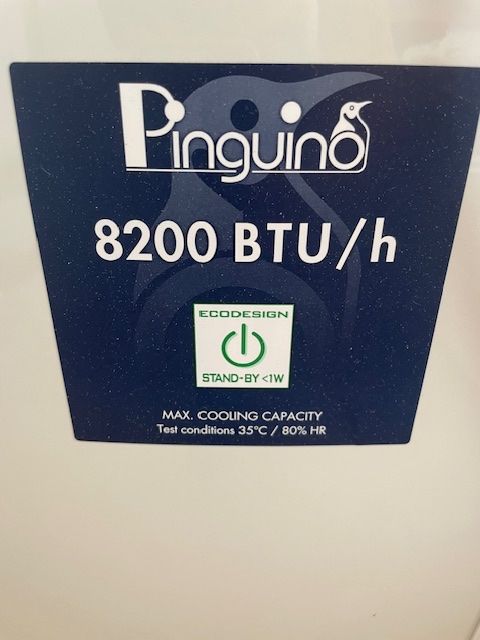 Pinguino
8200 BTU/h
ECODESIGN
STAND-BY <1W
MAX. COOLING CAPACITY
Test conditions 35°C / 80% HR